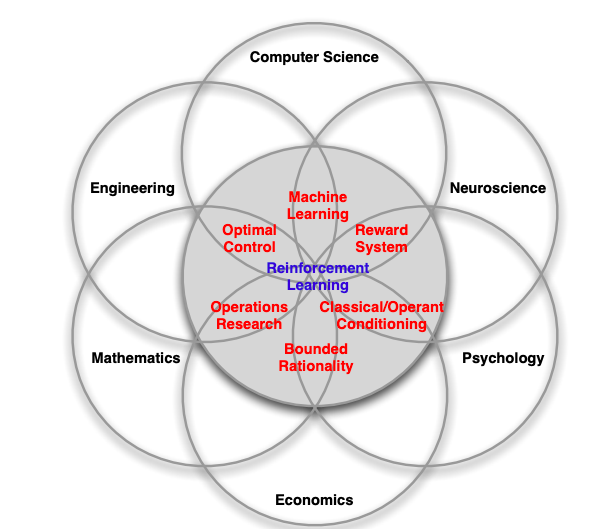 Computer Science
Engineering
Neuroscience
Machine
Learning
Optimal
Control
Reward
System
Reinforcement
Learning
Operations
Research
Classical/Operant
Conditioning
Bounded
Rationality
Mathematics
Psychology
Economics